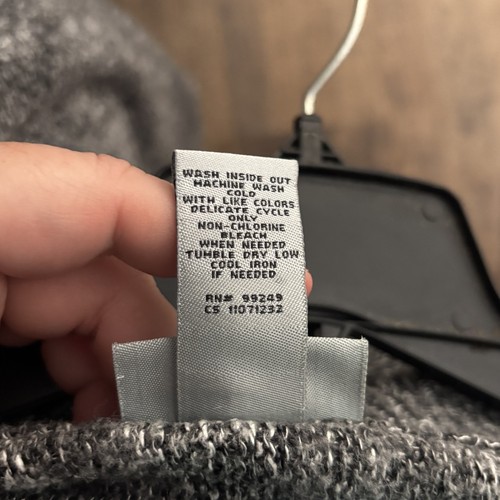 WASH INSIDE OUT
MACHINE WASH
COLD
WITH LIKE COLORS
DELICATE CYCLE
ONLY
NON-CHLORINE
BLEACH
WHEN NEEDED
TUMBLE DRY LOW
COOL IRON
IF NEEDED
RN# 99249
CS 11071232